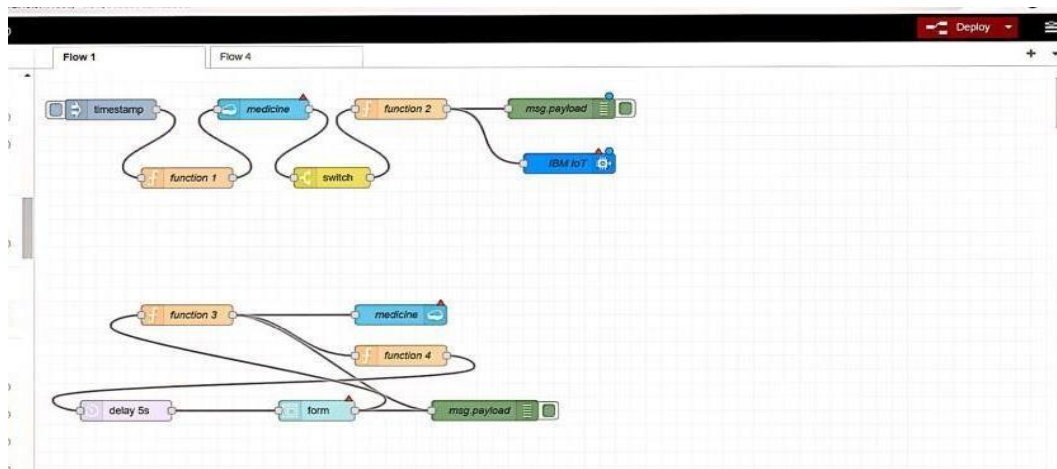 Deploy
Flow 1
Flow 4
timestamp
medicine
function 2
msg.payload
function 1
switch
IBM IoT
function 3
medicine
function 4
delay 5s
form
msg.payload